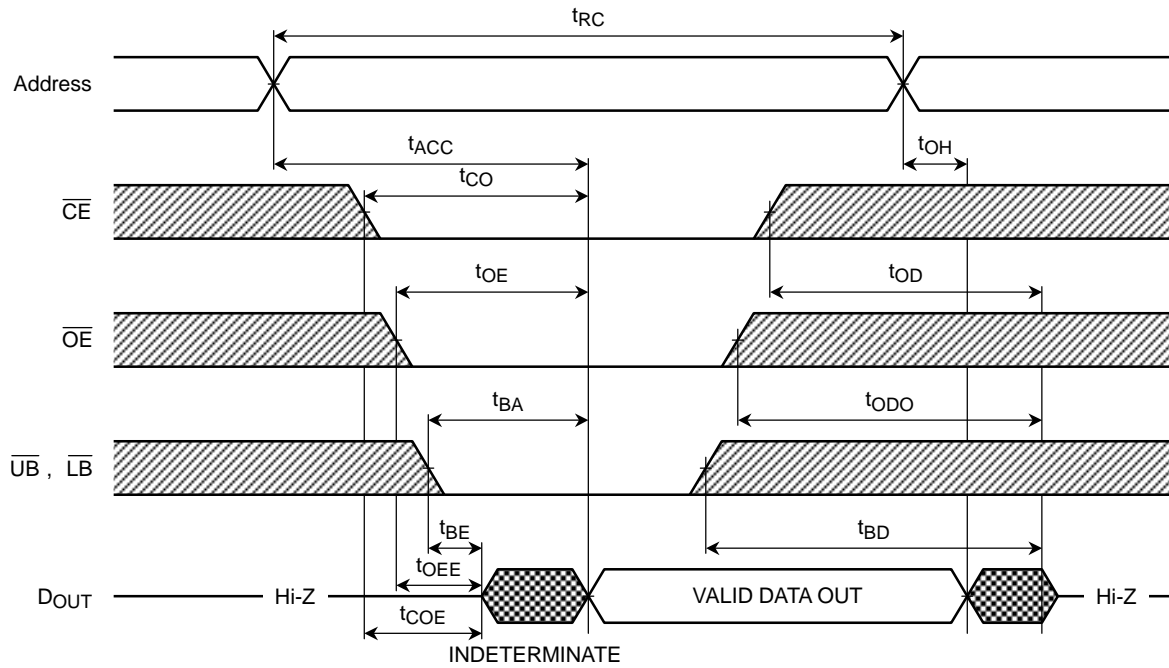 tRC
Address
tACC
tOH
tCO
CE
tOE
tOD
OE
tBA
tODO
UB , LB
tBE
tBD
tOEE
DOUT
Hi-Z
VALID DATA OUT
Hi-Z
tCOE
INDETERMINATE